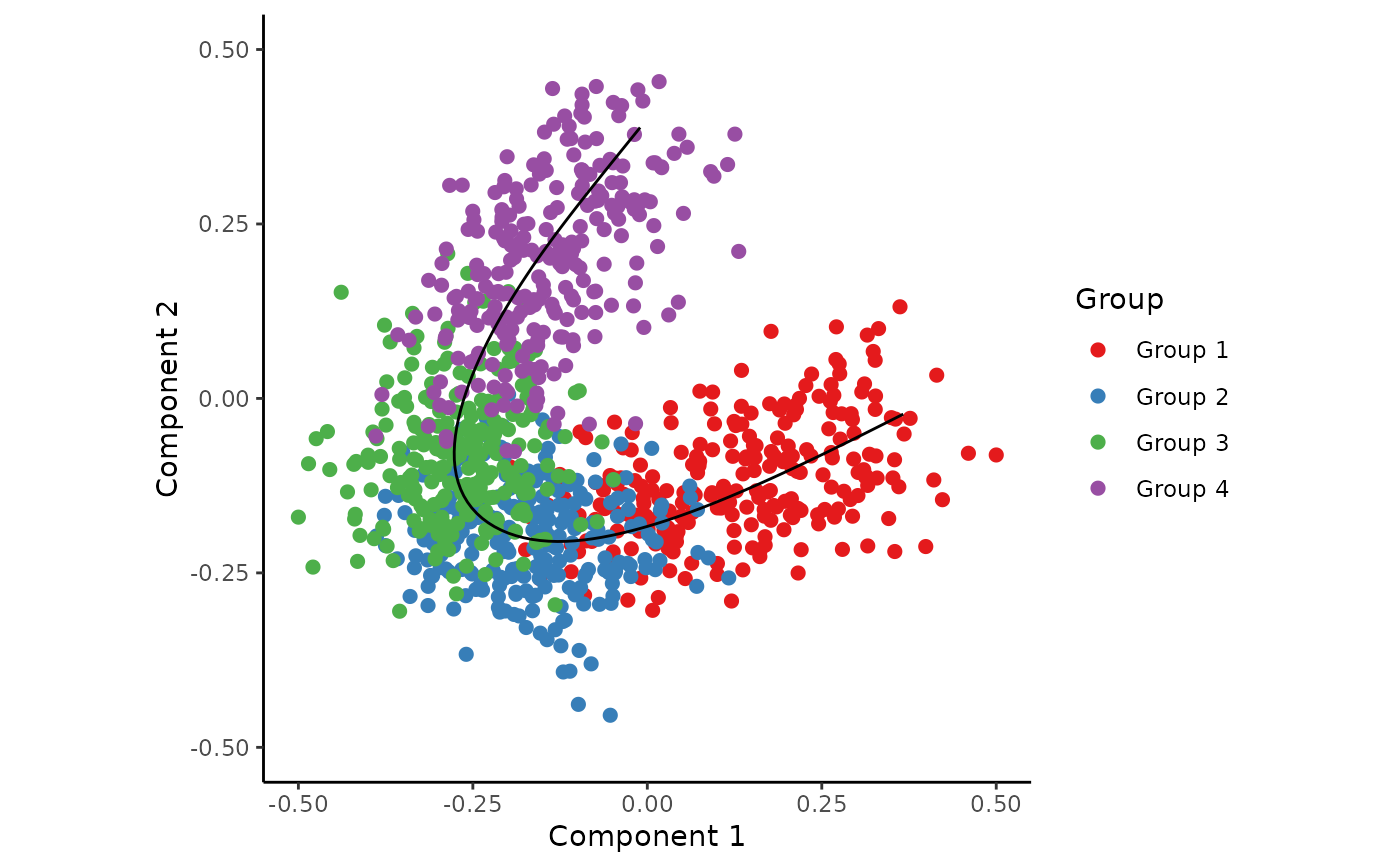 0.50
0.25
0.00
-0.25
-0.50
Component 2
-0.50 -0.25 0.00 0.25 0.50
Component 1
Group
Group 1
Group 2
Group 3
Group 4